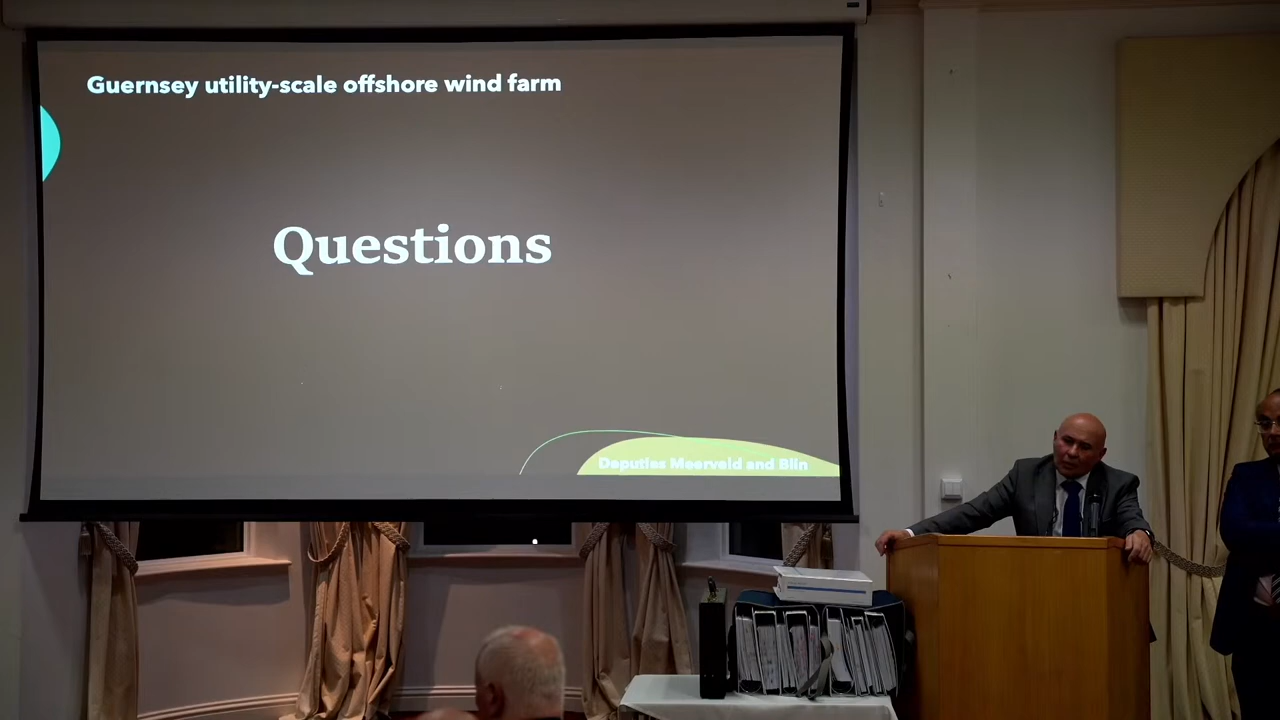 Guernsey utility-scale offshore wind farm
Questions
Deputies Meerveld and Blin